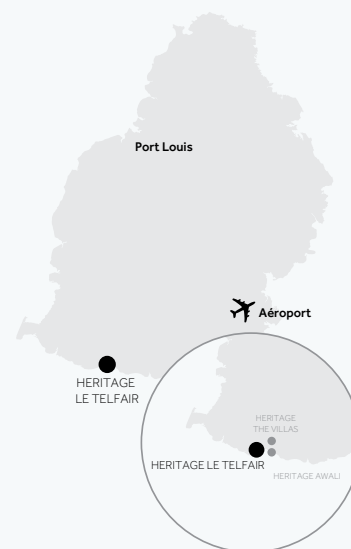 Port Louis
Aéroport
HERITAGE
LE TELFAIR
HERITAGE
THE VILLAS
HERITAGE LE TELFAIR
HERITAGE AWALI